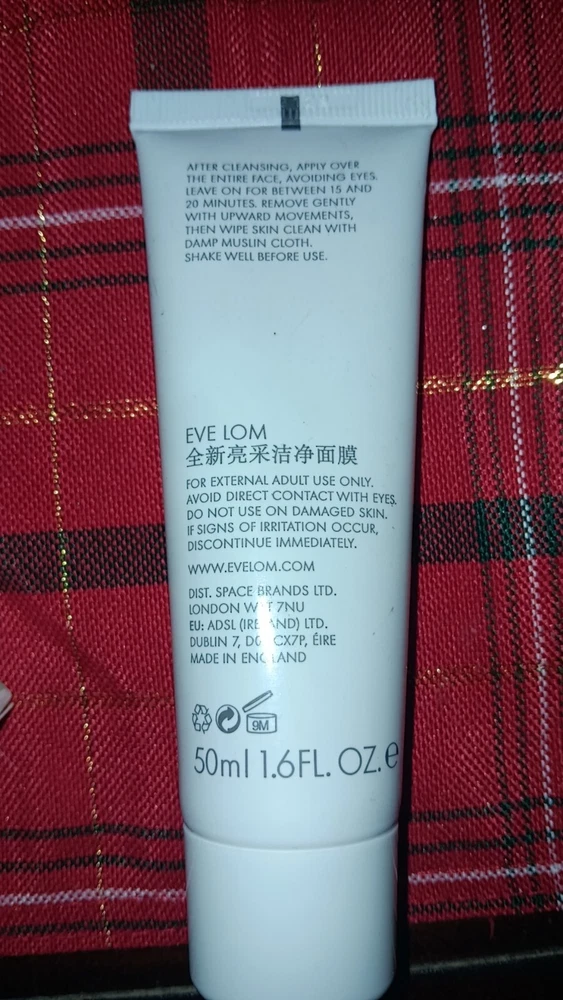 AFTER CLEANSING, APPLY OVER
THE ENTIRE FACE, AVOIDING EYES.
LEAVE ON FOR BETWEEN 15 AND
20 MINUTES. REMOVE GENTLY
WITH UPWARD MOVEMENTS,
THEN WIPE SKIN CLEAN WITH
DAMP MUSLIN CLOTH.
SHAKE WELL BEFORE USE.
EVE LOM
全新亮采洁净面膜
FOR EXTERNAL ADULT USE ONLY.
AVOID DIRECT CONTACT WITH EYES.
DO NOT USE ON DAMAGED SKIN.
IF SIGNS OF IRRITATION OCCUR,
DISCONTINUE IMMEDIATELY.
WWW.EVELOM.COM
DIST. SPACE BRANDS LTD.
LONDON 7NU
EU: ADSL (IRELAND) LTD.
DUBLIN 7, ÉIRE
MADE IN ENGLAND
9M
50ml 1.6FL. OZ. e